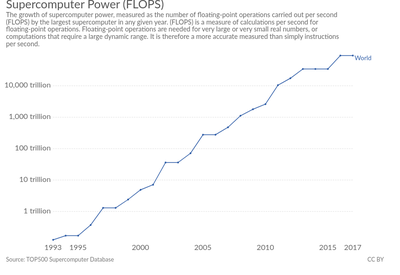 Supercomputer Power (FLOPS)
The growth of supercomputer power, measured as the number of floating-point operations carried out per second
(FLOPS) by the largest supercomputer in any given year. (FLOPS) is a measure of calculations per second for
floating-point operations. Floating-point operations are needed for very large or very small real numbers, or
computations that require a large dynamic range. It is therefore a more accurate measured than simply instructions
per second.
World
10,000 trillion
1,000 trillion
100 trillion
10 trillion
1 trillion
1993 1995 2000 2005 2010 2015 2017
Source: TOP500 Supercomputer Database CC BY